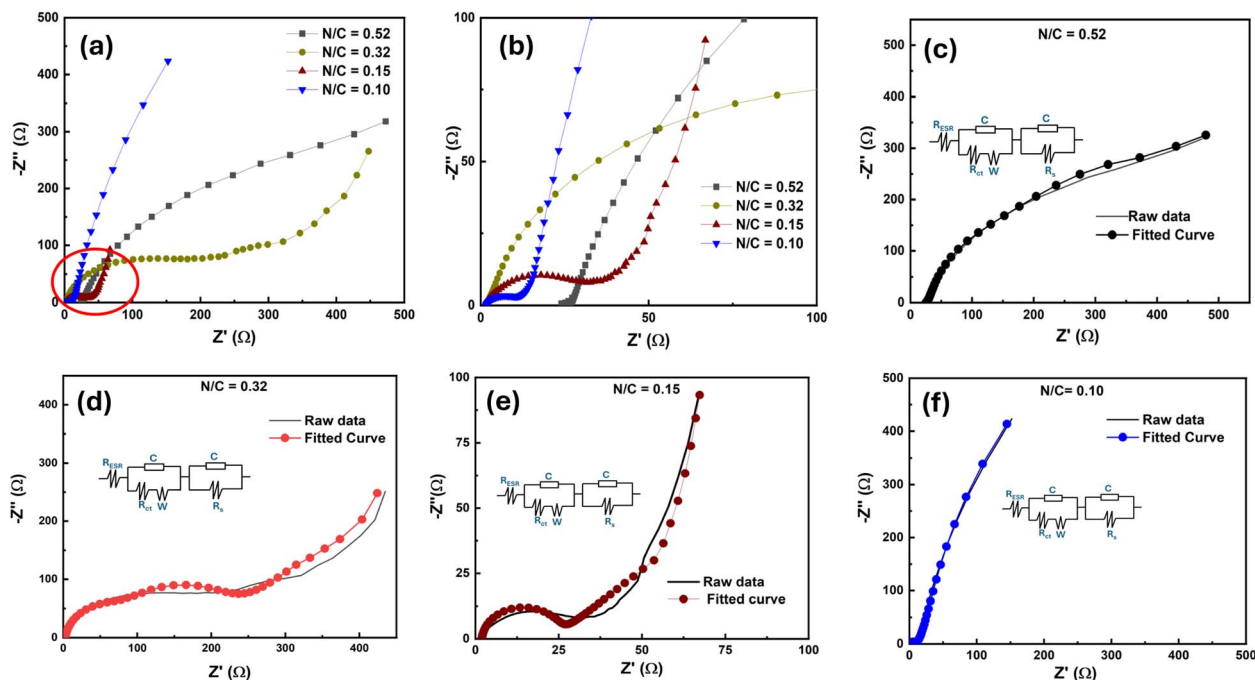 (a)
500
400
300
200
100
0
-Z'' (Ω)
0 100 200 300 400 500
Z' (Ω)
N/C = 0.52
N/C = 0.32
N/C = 0.15
N/C = 0.10
(b)
100
75
50
25
0
-Z'' (Ω)
0 50 100
Z' (Ω)
N/C = 0.52
N/C = 0.32
N/C = 0.15
N/C = 0.10
(c)
N/C = 0.52
500
400
300
200
100
0
-Z'' (Ω)
0 100 200 300 400 500
Z' (Ω)
R_ESR C C
R_ct W R_s
Raw data
Fitted Curve
(d)
N/C = 0.32
400
300
200
100
0
-Z'' (Ω)
0 100 200 300 400
Z' (Ω)
R_ESR C C
R_ct W R_s
Raw data
Fitted Curve
(e)
N/C = 0.15
100
75
50
25
0
-Z''(Ω)
0 25 50 75 100
Z' (Ω)
R_ESR C C
R_ct W R_s
Raw data
Fitted curve
(f)
N/C= 0.10
500
400
300
200
100
0
-Z'' (Ω)
0 100 200 300 400 500
Z' (Ω)
R_ESR C C
R_ct W R_s
Raw data
Fitted Curve